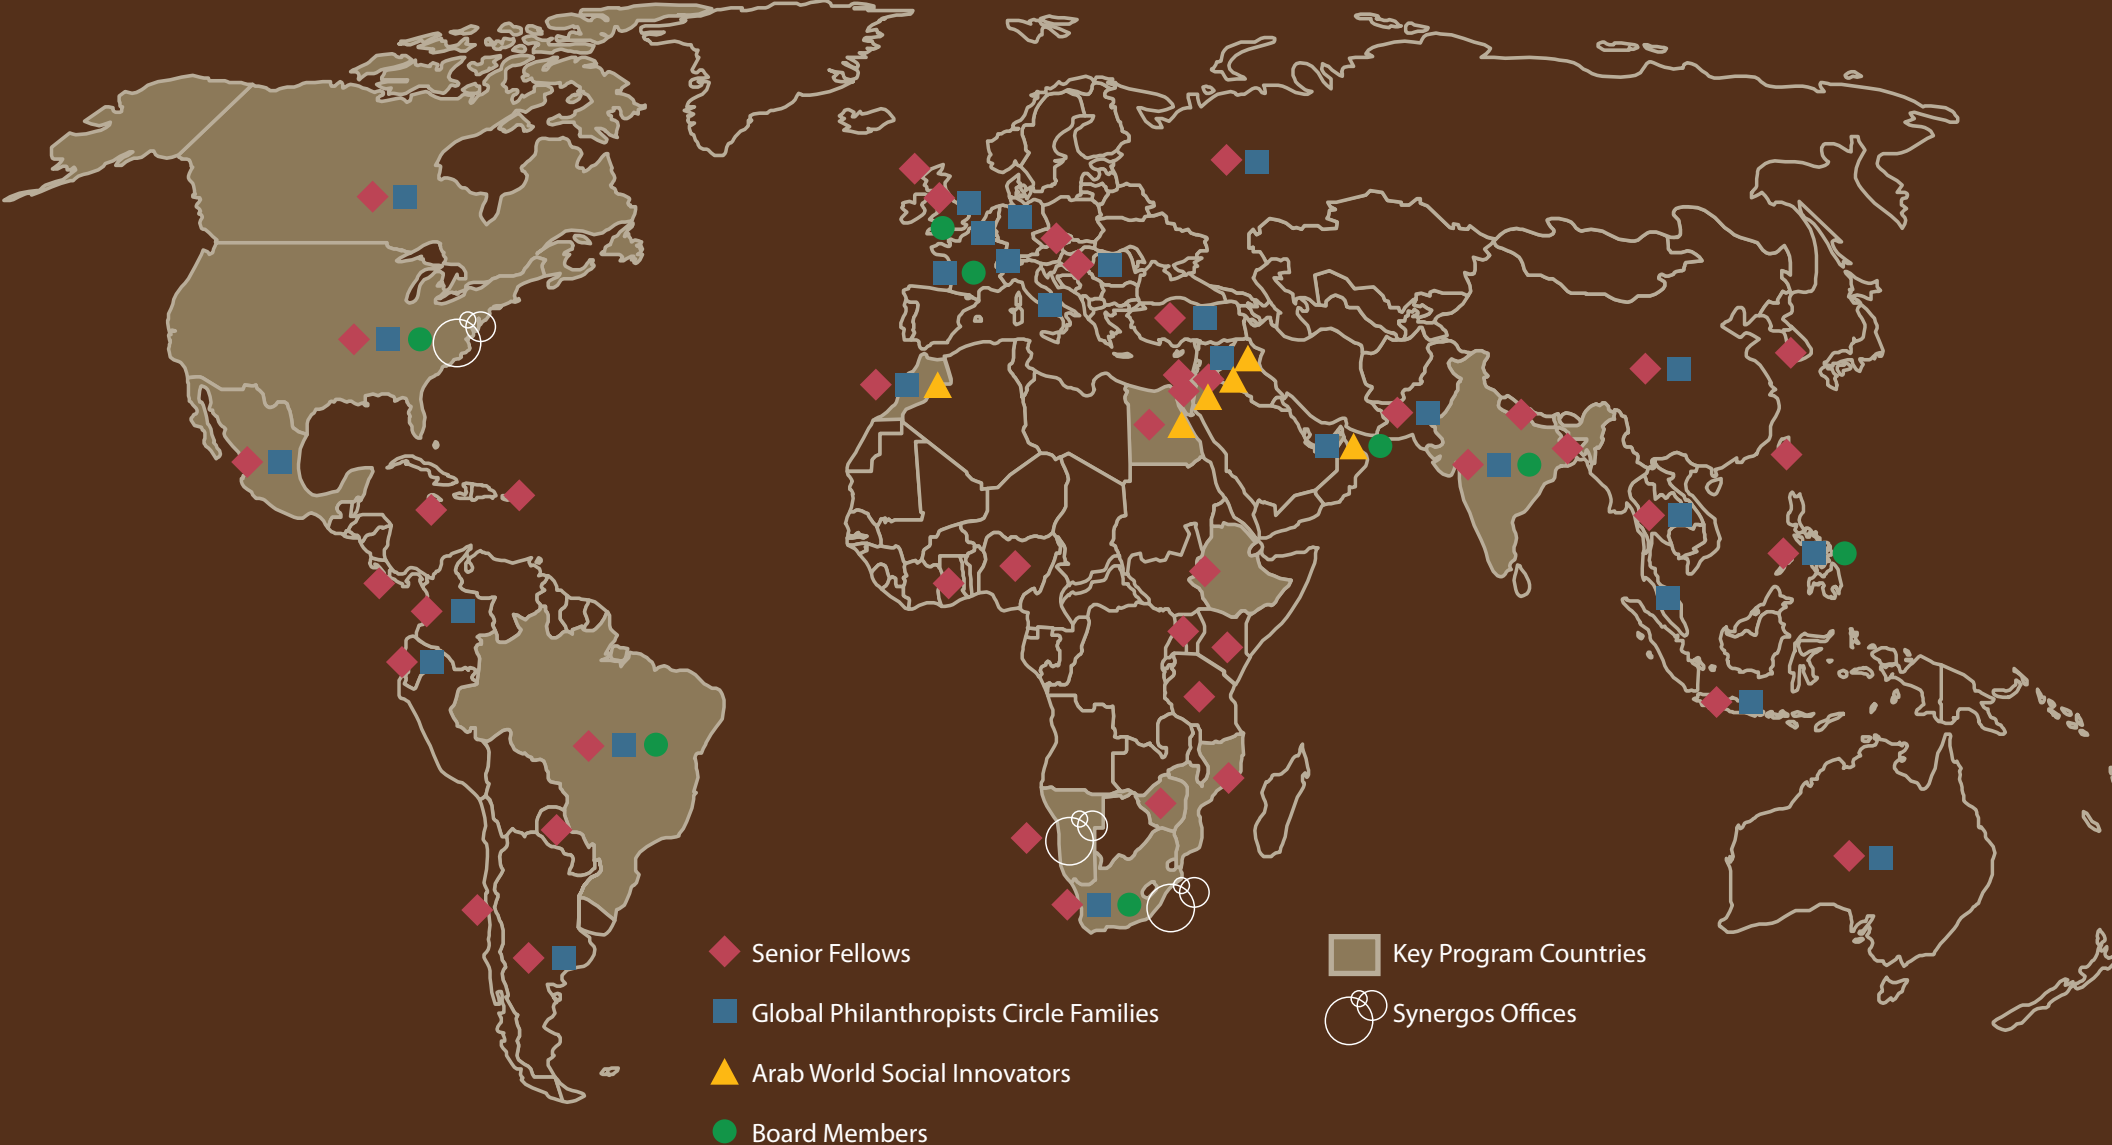 Senior Fellows
Global Philanthropists Circle Families
Arab World Social Innovators
Board Members
Key Program Countries
Synergos Offices